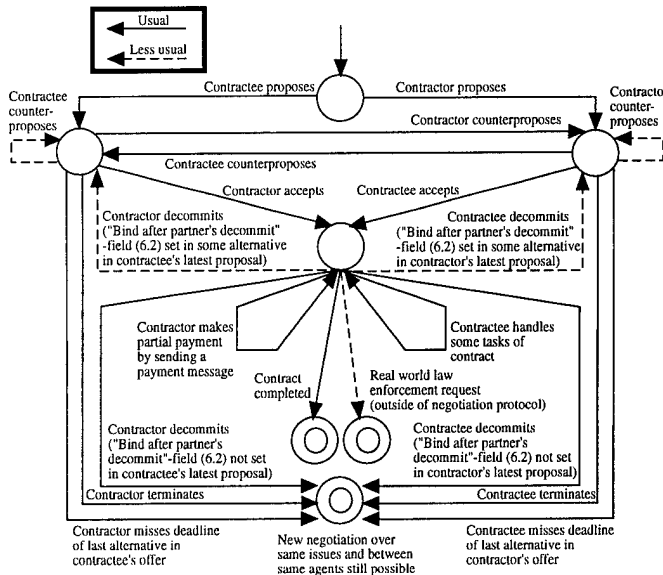 Usual
Less usual
Contractee proposes
Contractor proposes
Contractee
counter-
proposes
Contractor
counter-
proposes
Contractor counterproposes
Contractee counterproposes
Contractor accepts
Contractee accepts
Contractor decommits
("Bind after partner's decommit"
-field (6.2) set in some alternative
in contractee's latest proposal)
Contractee decommits
("Bind after partner's decommit"
-field (6.2) set in some alternative
in contractor's latest proposal)
Contractor makes
partial payment
by sending a
payment message
Contractee handles
some tasks of
contract
Contract
completed
Real world law
enforcement request
(outside of negotiation protocol)
Contractor decommits
("Bind after partner's
decommit"-field (6.2) not set
in contractee's latest proposal)
Contractee decommits
("Bind after partner's
decommit"-field (6.2) not set
in contractor's latest proposal)
Contractor terminates
Contractee terminates
Contractor misses deadline
of last alternative in
contractee's offer
New negotiation over
same issues and between
same agents still possible
Contractee misses deadline
of last alternative in
contractor's offer